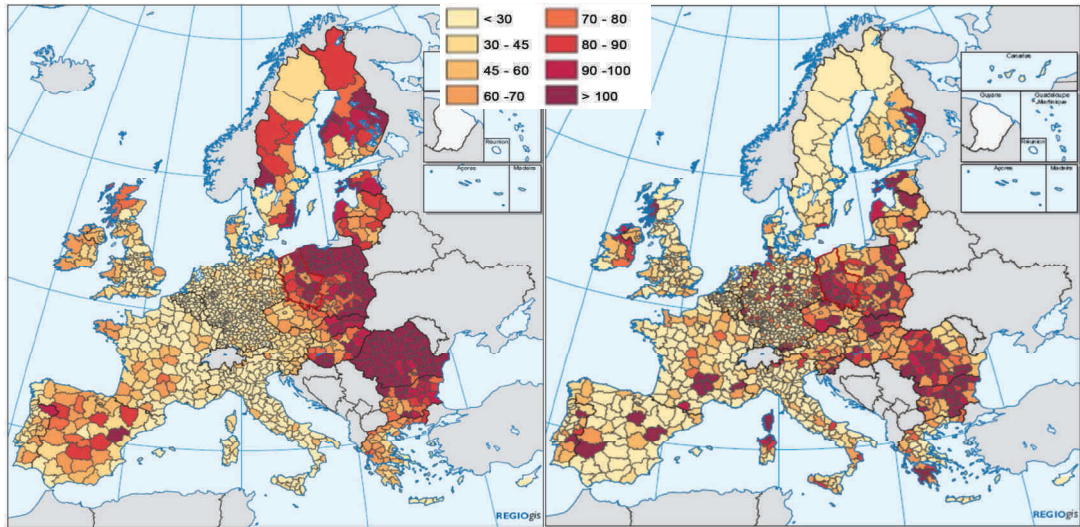 < 30
30 - 45
45 - 60
60 -70
70 - 80
80 - 90
90 -100
> 100
Réunion
Açores
Madeira
REGIOgis
Canarias
Guyane
Guadeloupe
Martinique
Réunion
Açores
Madeira
REGIOgis